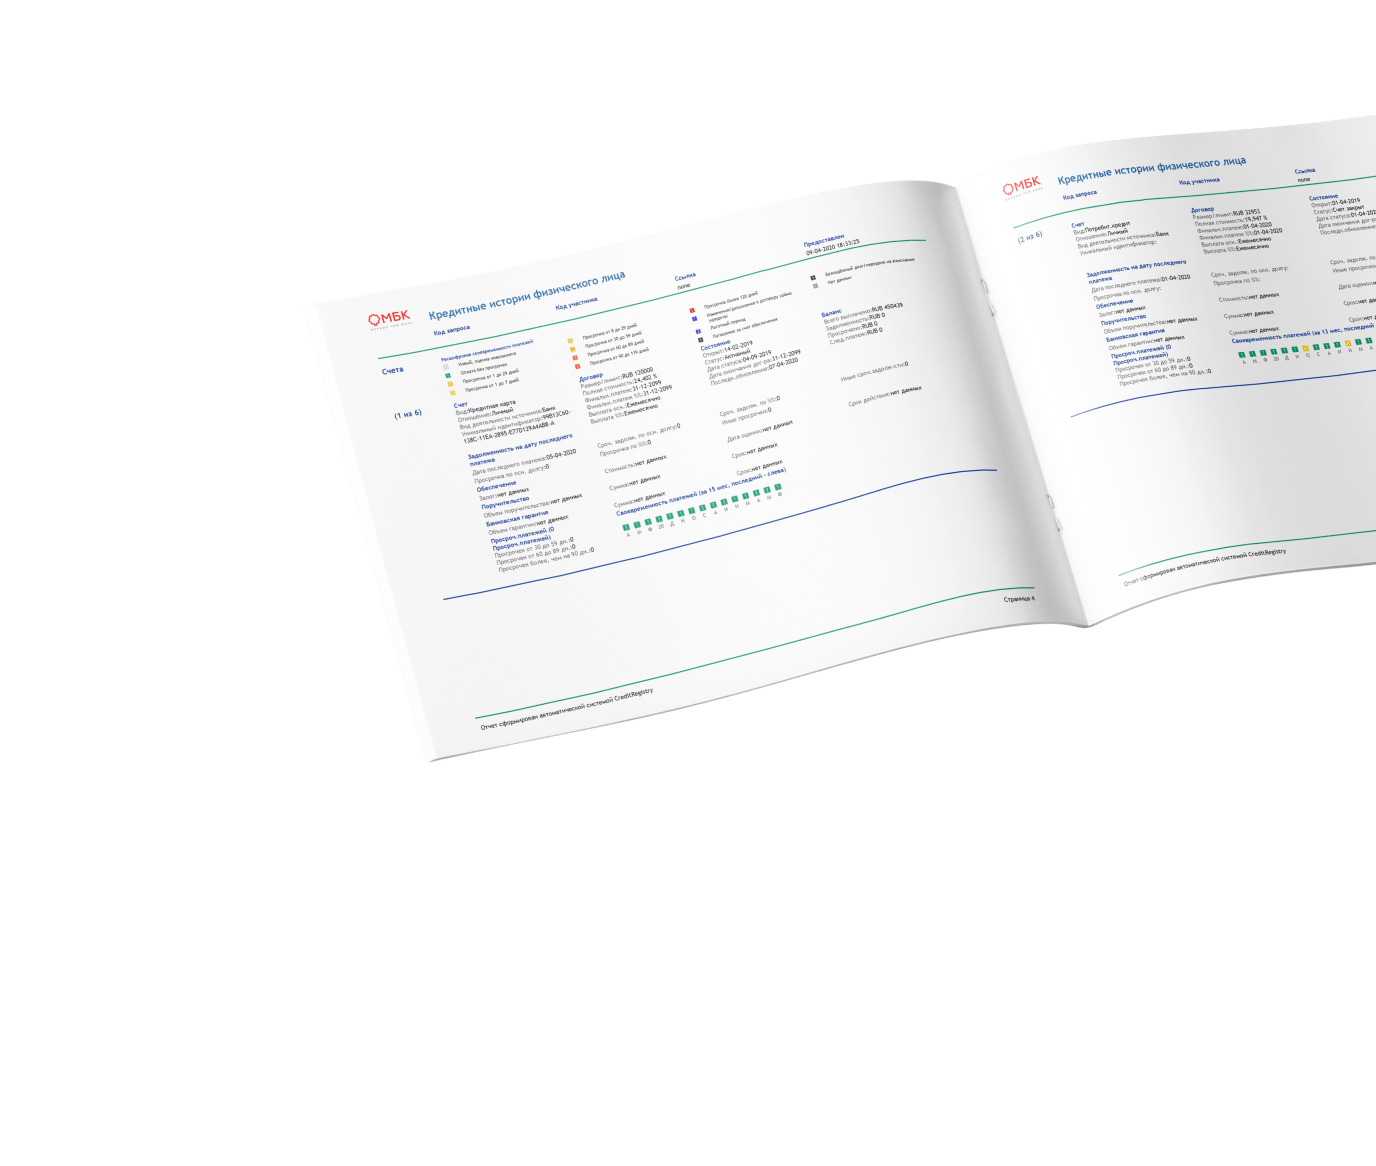 ОМБК
Кредитные истории физического лица
Код запроса
Код участника
Ссылка
none
Предоставлен
09-04-2020 18:33:25
Счета
Расшифровка своевременности платежей
Новый, оценка невозможна
Оплата без просрочек
Просрочка от 1 до 29 дней
Просрочка от 1 до 7 дней
Просрочка от 8 до 29 дней
Просрочка от 30 до 59 дней
Просрочка от 60 до 89 дней
Просрочка от 90 до 119 дней
Просрочка более 120 дней
Изменения/дополнения к договору займа
(кредита)
Льготный период
Погашение за счет обеспечения
Безнадёжный долг/передано на взыскание
Нет данных
(1 из 6)
Счет
Вид:Кредитная карта
Отношение:Личный
Вид деятельности источника:Банк
Уникальный идентификатор:
Договор
Размер/лимит:RUB 120000
Полная стоимость:24,402 %
Финальн.платеж:31-12-2099
Финальн.платеж %%:31-12-2099
Выплата осн.:Ежемесячно
Выплата %%:Ежемесячно
Состояние
Открыт:14-02-2019
Статус:Активный
Дата статуса:04-09-2019
Дата окончания дог-ра:31-12-2099
Последн.обновление:07-04-2020
Баланс
Всего выплачено:RUB 450439
Задолженность:RUB 0
Просрочено:RUB 0
След.платеж:RUB 0
Задолженность на дату последнего
платежа
Дата последнего платежа:05-04-2020
Просрочка по осн. долгу:0
Сроч. задолж. по осн. долгу:0
Просрочка по %%:0
Сроч. задолж. по %%:0
Иные просрочки:0
Иные сроч.задолж-сти:0
Обеспечение
Залог:нет данных
Стоимость:нет данных
Дата оценки:нет данных
Срок действия:нет данных
Поручительство
Объем поручительства:нет данных
Сумма:нет данных
Срок:нет данных
Банковская гарантия
Объем гарантии:нет данных
Сумма:нет данных
Срок:нет данных
Просроч.платежей (0
Просроч.платежей)
Просрочек от 30 до 59 дн.:0
Просрочек от 60 до 89 дн.:0
Просрочек более, чем на 90 дн.:0
Своевременность платежей (за 15 мес, последний - слева)
1 1 1 1 1 1 1 1 1 1 1 1 1 1 1
А М Ф 20 Д Н О С А И И М А М Ф
Страница 4
Отчет сформирован автоматической системой CreditRegistry
ОМБК
Кредитные истории физического лица
Код запроса
Код участника
Ссылка
none
(2 из 6)
Счет
Вид:Потребит.кредит
Отношение:Личный
Вид деятельности источника:Банк
Уникальный идентификатор:
Договор
Размер/лимит:RUB 32951
Полная стоимость:19,947 %
Финальн.платеж:01-04-2020
Финальн.платеж %%:01-04-2020
Выплата осн.:Ежемесячно
Выплата %%:Ежемесячно
Состояние
Открыт:01-04-2019
Статус:Счет закрыт
Дата статуса:01-04-202
Дата окончания дог-ра
Последн.обновление
Задолженность на дату последнего
платежа
Дата последнего платежа:01-04-2020
Просрочка по осн. долгу:
Сроч. задолж. по осн. долгу:
Просрочка по %%:
Сроч. задолж. по
Иные просрочк
Обеспечение
Залог:нет данных
Стоимость:нет данных
Дата оценки:н
Поручительство
Объем поручительства:нет данных
Сумма:нет данных
Срок:нет
Банковская гарантия
Объем гарантии:нет данных
Сумма:нет данных
Срок:нет
Просроч.платежей (0
Просроч.платежей)
Просрочек от 30 до 59 дн.:0
Просрочек от 60 до 89 дн.:0
Просрочек более, чем на 90 дн.:0
Своевременность платежей (за 13 мес, последний
А М Ф 20 Д Н О С А И И М А
Отчет сформирован автоматической системой CreditRegistry